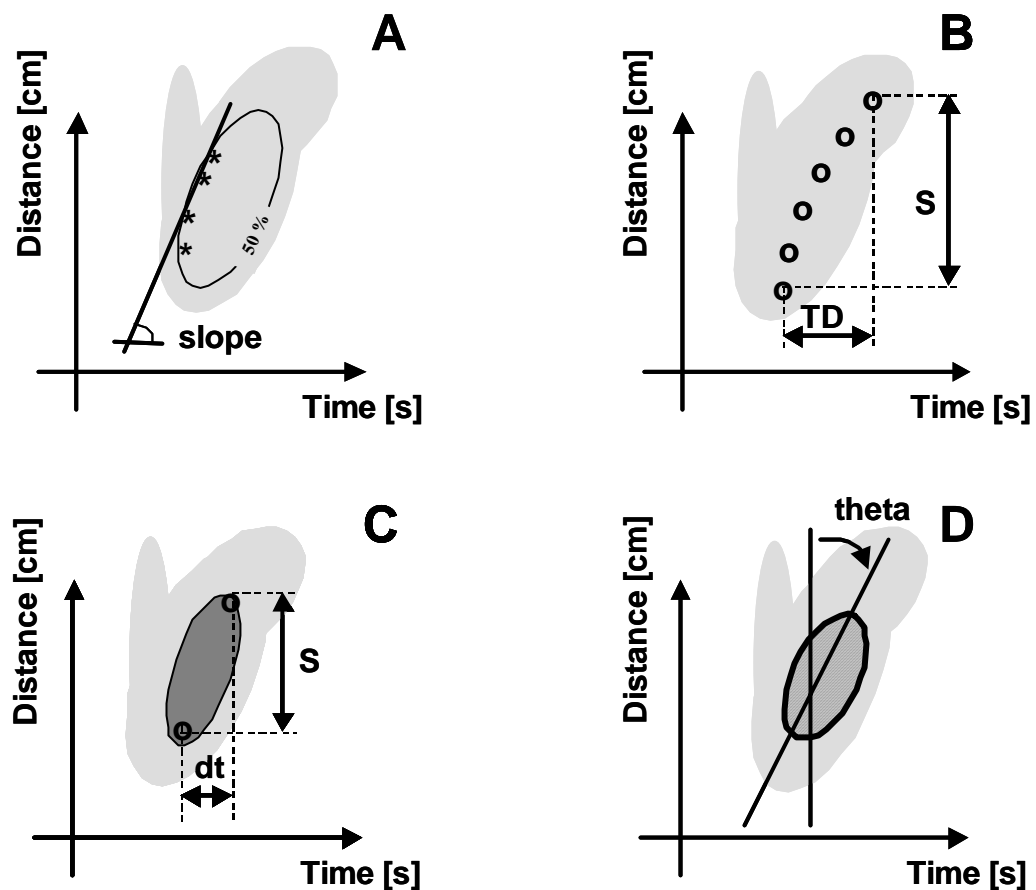 A
Distance [cm]
*
*
*
*
50 %
slope
Time [s]
B
Distance [cm]
o
o
o
o
o
o
S
TD
Time [s]
C
Distance [cm]
o
o
S
dt
Time [s]
D
theta
Distance [cm]
Time [s]